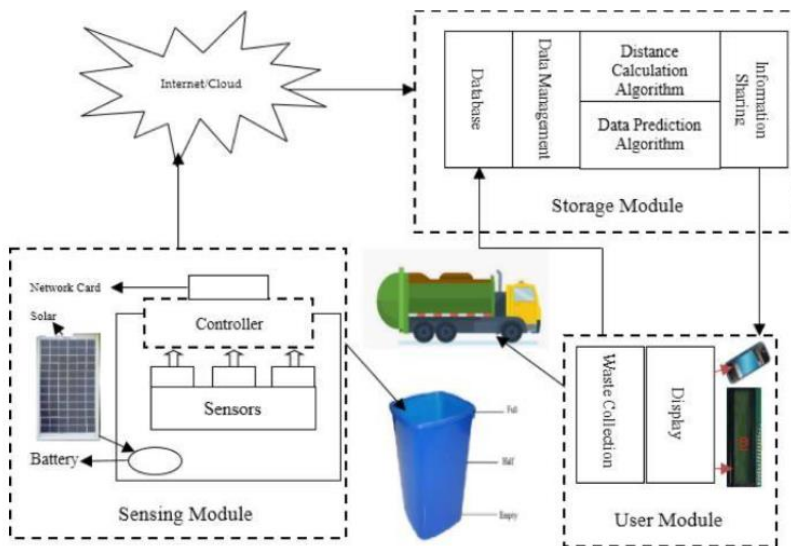 Internet/Cloud
Database
Data Management
Distance
Calculation
Algorithm
Data Prediction
Algorithm
Information
Sharing
Storage Module
Network Card
Solar
Controller
Sensors
Battery
Sensing Module
Full
Half
Empty
Waste Collection
Display
User Module